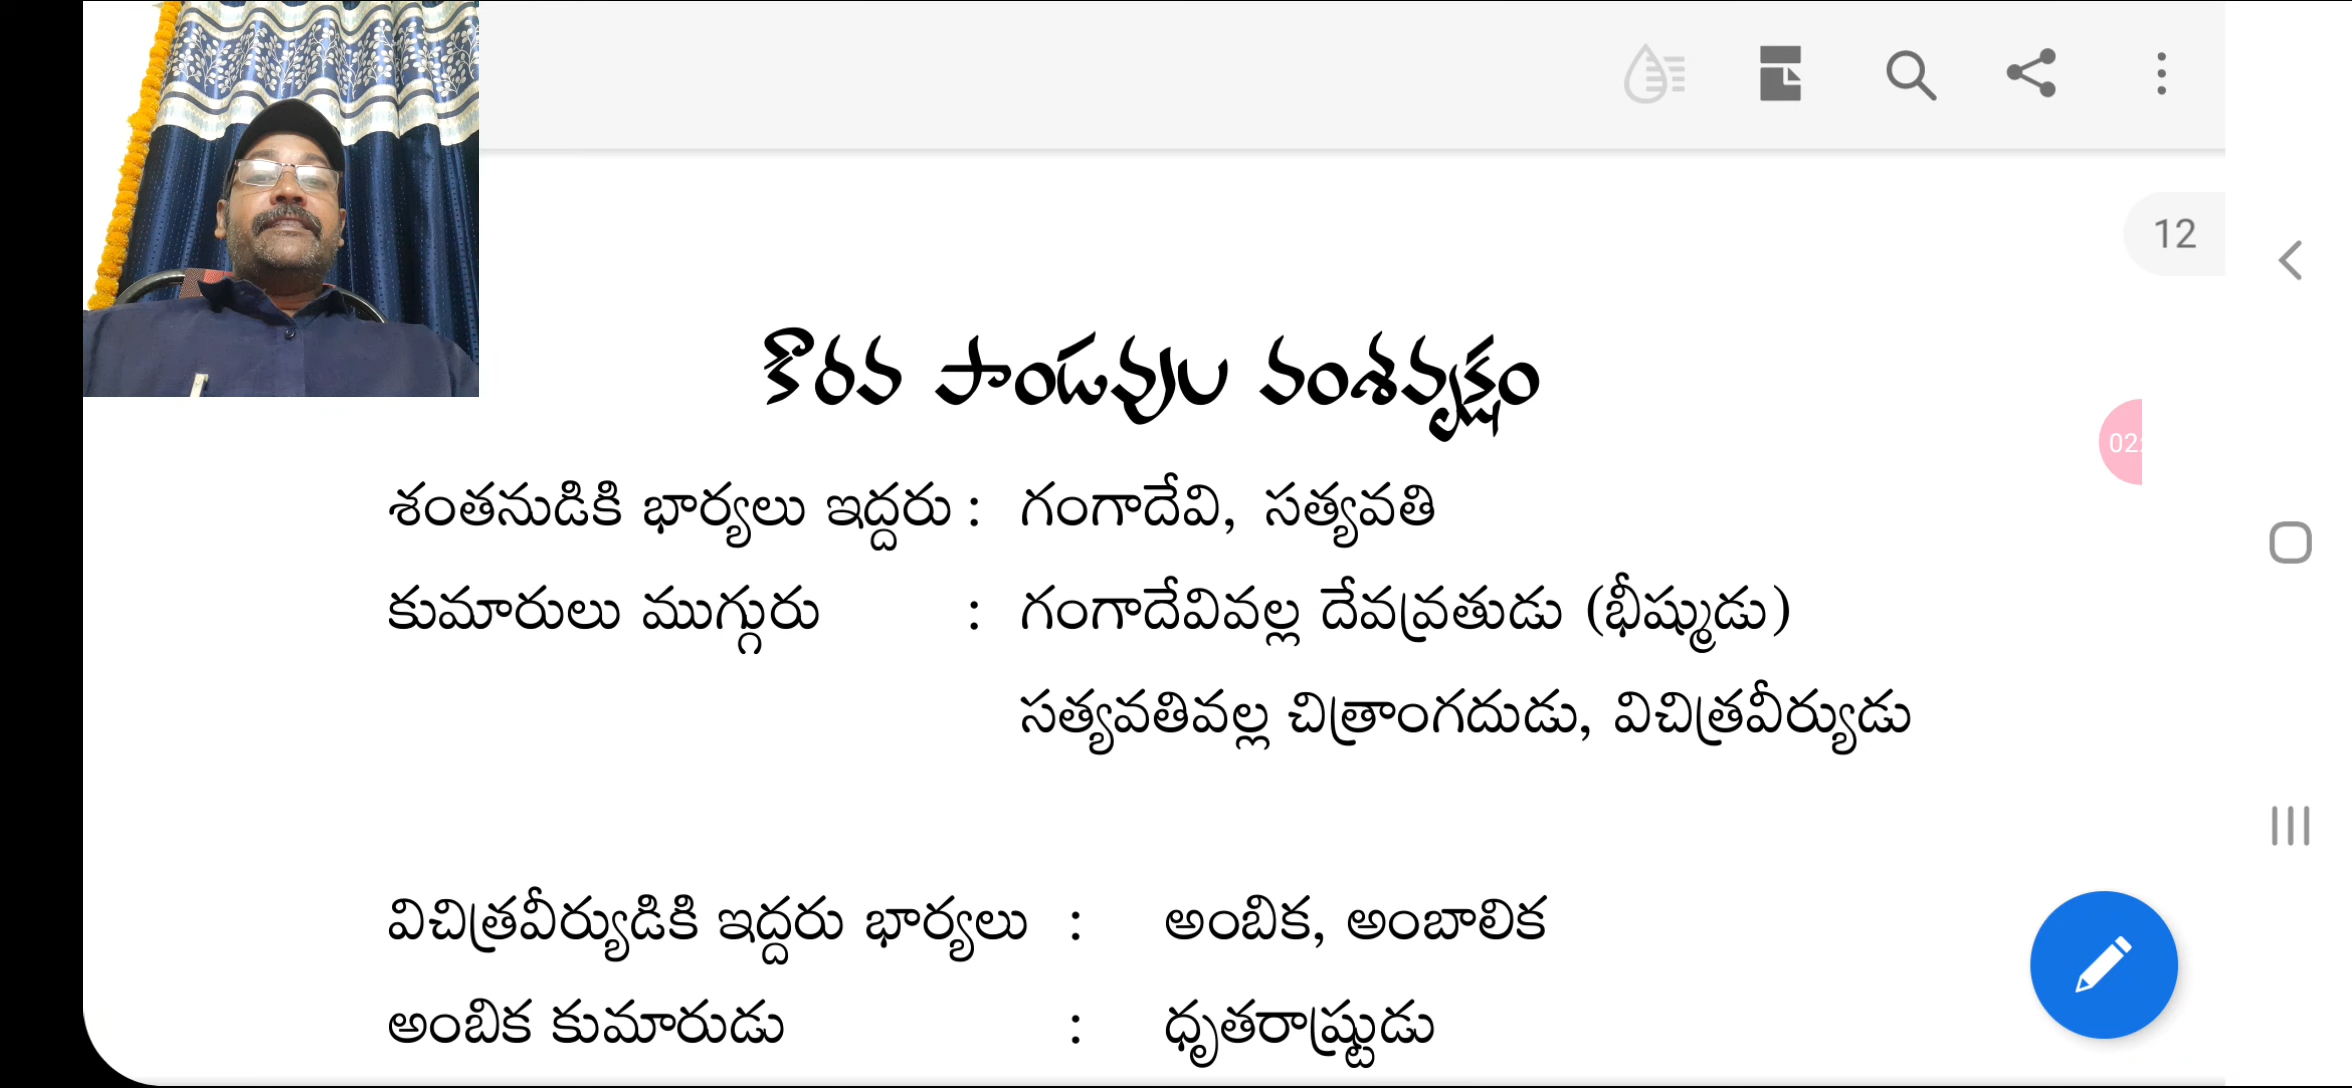 12
కౌరవ పాండవుల వంశవృక్షం
02:
శంతనుడికి భార్యలు ఇద్దరు : గంగాదేవి, సత్యవతి
కుమారులు ముగ్గురు : గంగాదేవివల్ల దేవవ్రతుడు (భీష్ముడు)
సత్యవతివల్ల చిత్రాంగదుడు, విచిత్రవీర్యుడు
విచిత్రవీర్యుడికి ఇద్దరు భార్యలు : అంబిక, అంబాలిక
అంబిక కుమారుడు : ధృతరాష్ట్రుడు